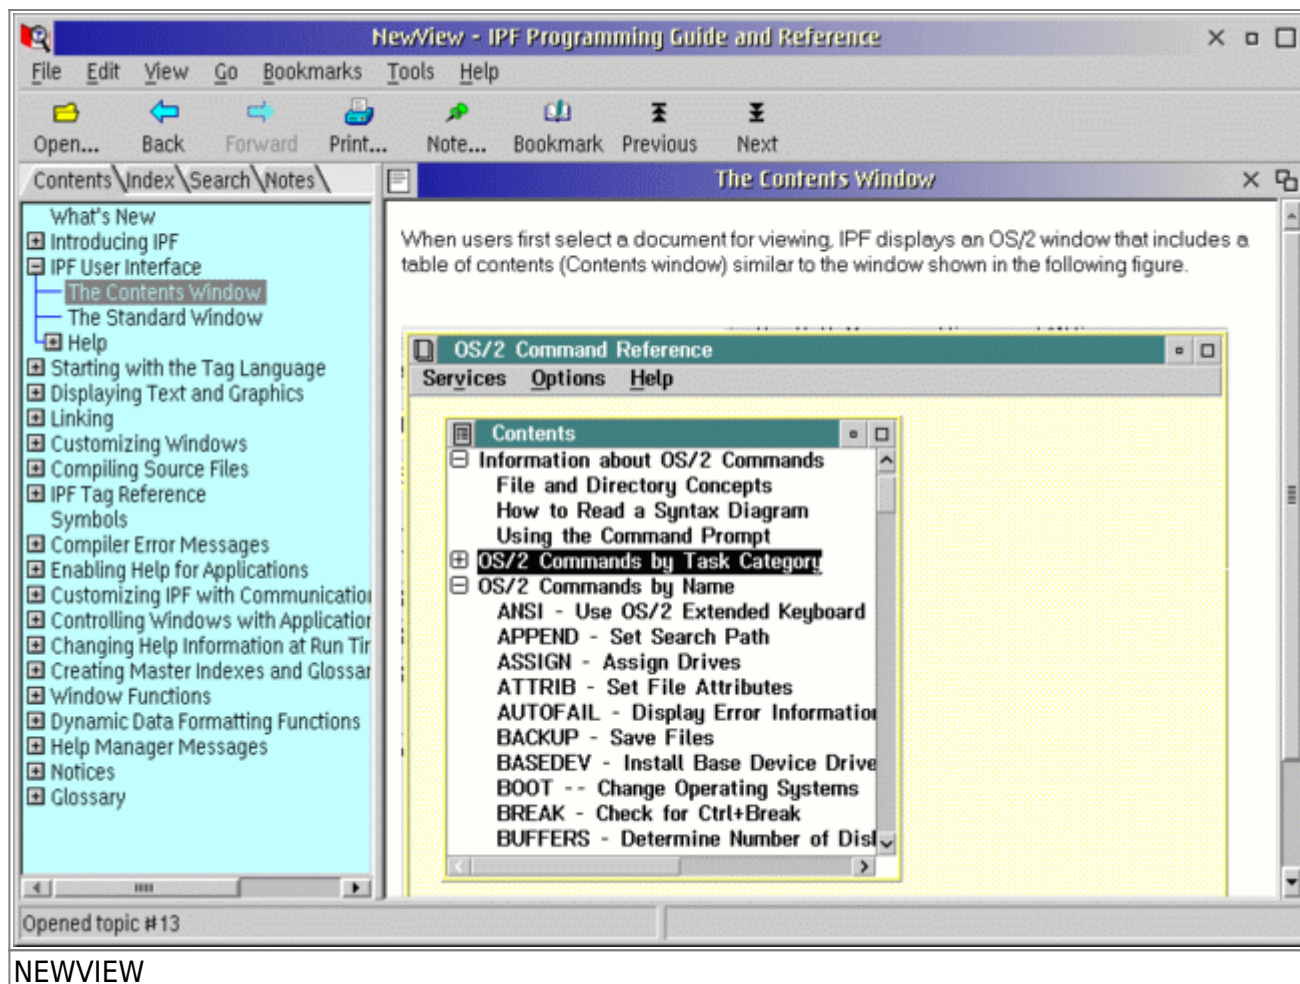 NewView - IPF Programming Guide and Reference
File Edit View Go Bookmarks Tools Help
Open... Back Forward Print... Note... Bookmark Previous Next
Contents Index Search Notes
What's New
Introducing IPF
IPF User Interface
The Contents Window
The Standard Window
Help
Starting with the Tag Language
Displaying Text and Graphics
Linking
Customizing Windows
Compiling Source Files
IPF Tag Reference
Symbols
Compiler Error Messages
Enabling Help for Applications
Customizing IPF with Communicatio
Controlling Windows with Application
Changing Help Information at Run Ti
Creating Master Indexes and Glossar
Window Functions
Dynamic Data Formatting Functions
Help Manager Messages
Notices
Glossary
The Contents Window
When users first select a document for viewing, IPF displays an OS/2 window that includes a
table of contents (Contents window) similar to the window shown in the following figure.
OS/2 Command Reference
Services Options Help
Contents
Information about OS/2 Commands
File and Directory Concepts
How to Read a Syntax Diagram
Using the Command Prompt
OS/2 Commands by Task Category
OS/2 Commands by Name
ANSI - Use OS/2 Extended Keyboard
APPEND - Set Search Path
ASSIGN - Assign Drives
ATTRIB - Set File Attributes
AUTOFAIL - Display Error Information
BACKUP - Save Files
BASEDEV - Install Base Device Drive
BOOT -- Change Operating Systems
BREAK - Check for Ctrl+Break
BUFFERS - Determine Number of Disk
Opened topic #13
NEWVIEW